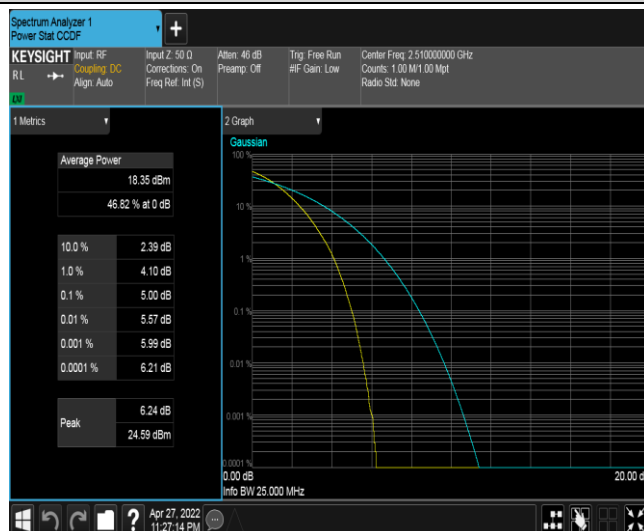 Spectrum Analyzer 1
Power Stat CCDF
+
KEYSIGHT Input: RF Input Z: 50 Ω Atten: 46 dB Trig: Free Run Center Freq: 2.510000000 GHz
RL Coupling: DC Corrections: On Preamp: Off #IF Gain: Low Counts: 1.00 M/1.00 Mpt
Align: Auto Freq Ref: Int (S) Radio Std: None
LXI
1 Metrics
2 Graph
Gaussian
Average Power
18.35 dBm
46.82 % at 0 dB
10.0 % 2.39 dB
1.0 % 4.10 dB
0.1 % 5.00 dB
0.01 % 5.57 dB
0.001 % 5.99 dB
0.0001 % 6.21 dB
Peak 6.24 dB
24.59 dBm
100 %
10 %
1 %
0.1 %
0.01 %
0.001 %
0.0001 %
0.00 dB 20.00 d
Info BW 25.000 MHz
? Apr 27, 2022
11:27:14 PM